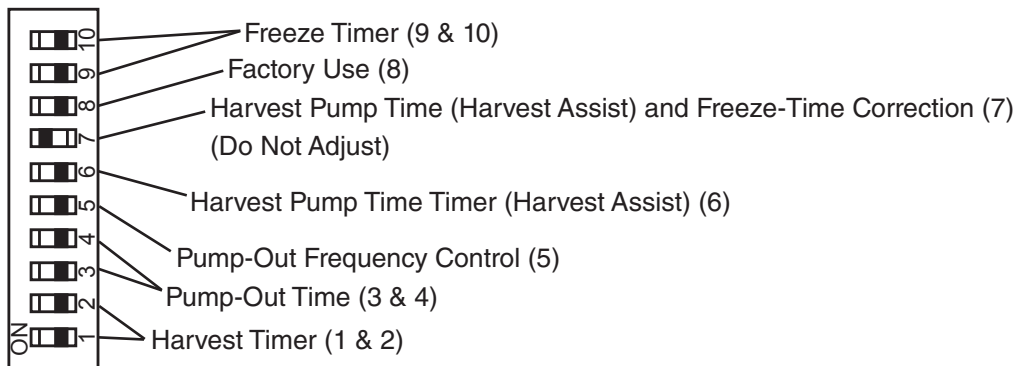 10
Freeze Timer (9 & 10)
9
Factory Use (8)
8
Harvest Pump Time (Harvest Assist) and Freeze-Time Correction (7)
7
(Do Not Adjust)
6
Harvest Pump Time Timer (Harvest Assist) (6)
5
Pump-Out Frequency Control (5)
4
3
Pump-Out Time (3 & 4)
2
Harvest Timer (1 & 2)
1
ON